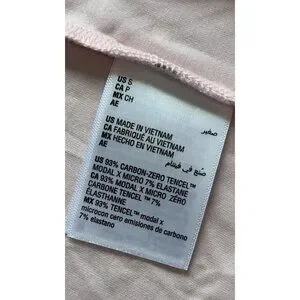 US S
CA P
MX CH
AE صغير
US MADE IN VIETNAM
CA FABRIQUÉ AU VIETNAM
MX HECHO EN VIETNAM
AE صنع في فيتنام
US 93% CARBON-ZERO TENCEL™
MODAL X MICRO 7% ELASTANE
CA 93% MODAL X MICRO ZÉRO
CARBONE TENCEL™ 7%
ÉLASTHANNE
MX 93% TENCEL™ modal x
microcon cero emisiones de carbono
7% elastano